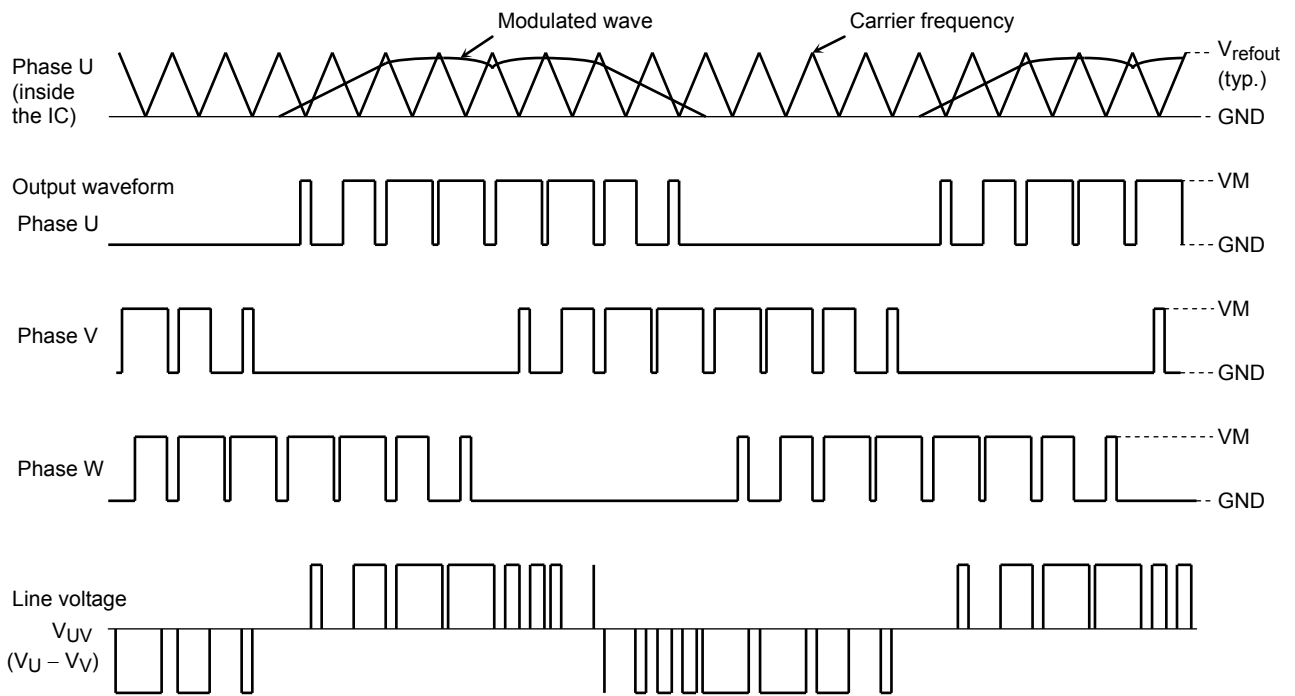 Modulated wave
Carrier frequency
Phase U
(inside
the IC)
Vrefout
(typ.)
GND
Output waveform
Phase U
VM
GND
Phase V
VM
GND
Phase W
VM
GND
Line voltage
VUV
(VU – VV)